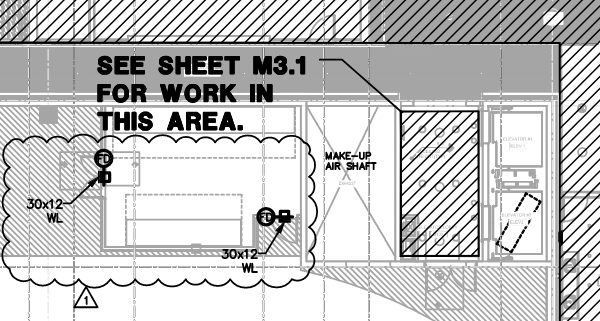 SEE SHEET M3.1
FOR WORK IN
THIS AREA.
MAKE-UP
AIR SHAFT
FD
30x12
WL
FD
30x12
WL
1